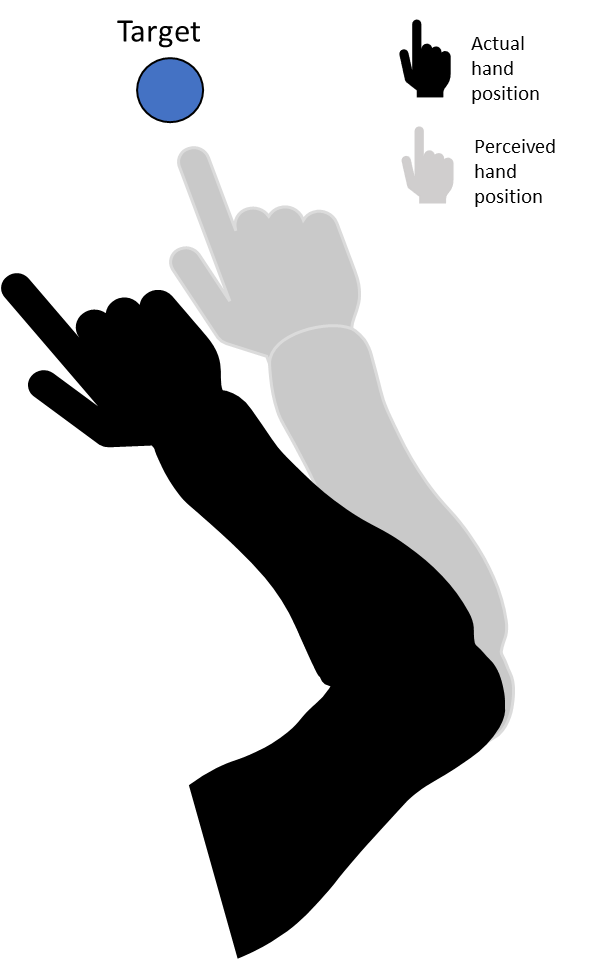 Target
Actual
hand
position
Perceived
hand
position